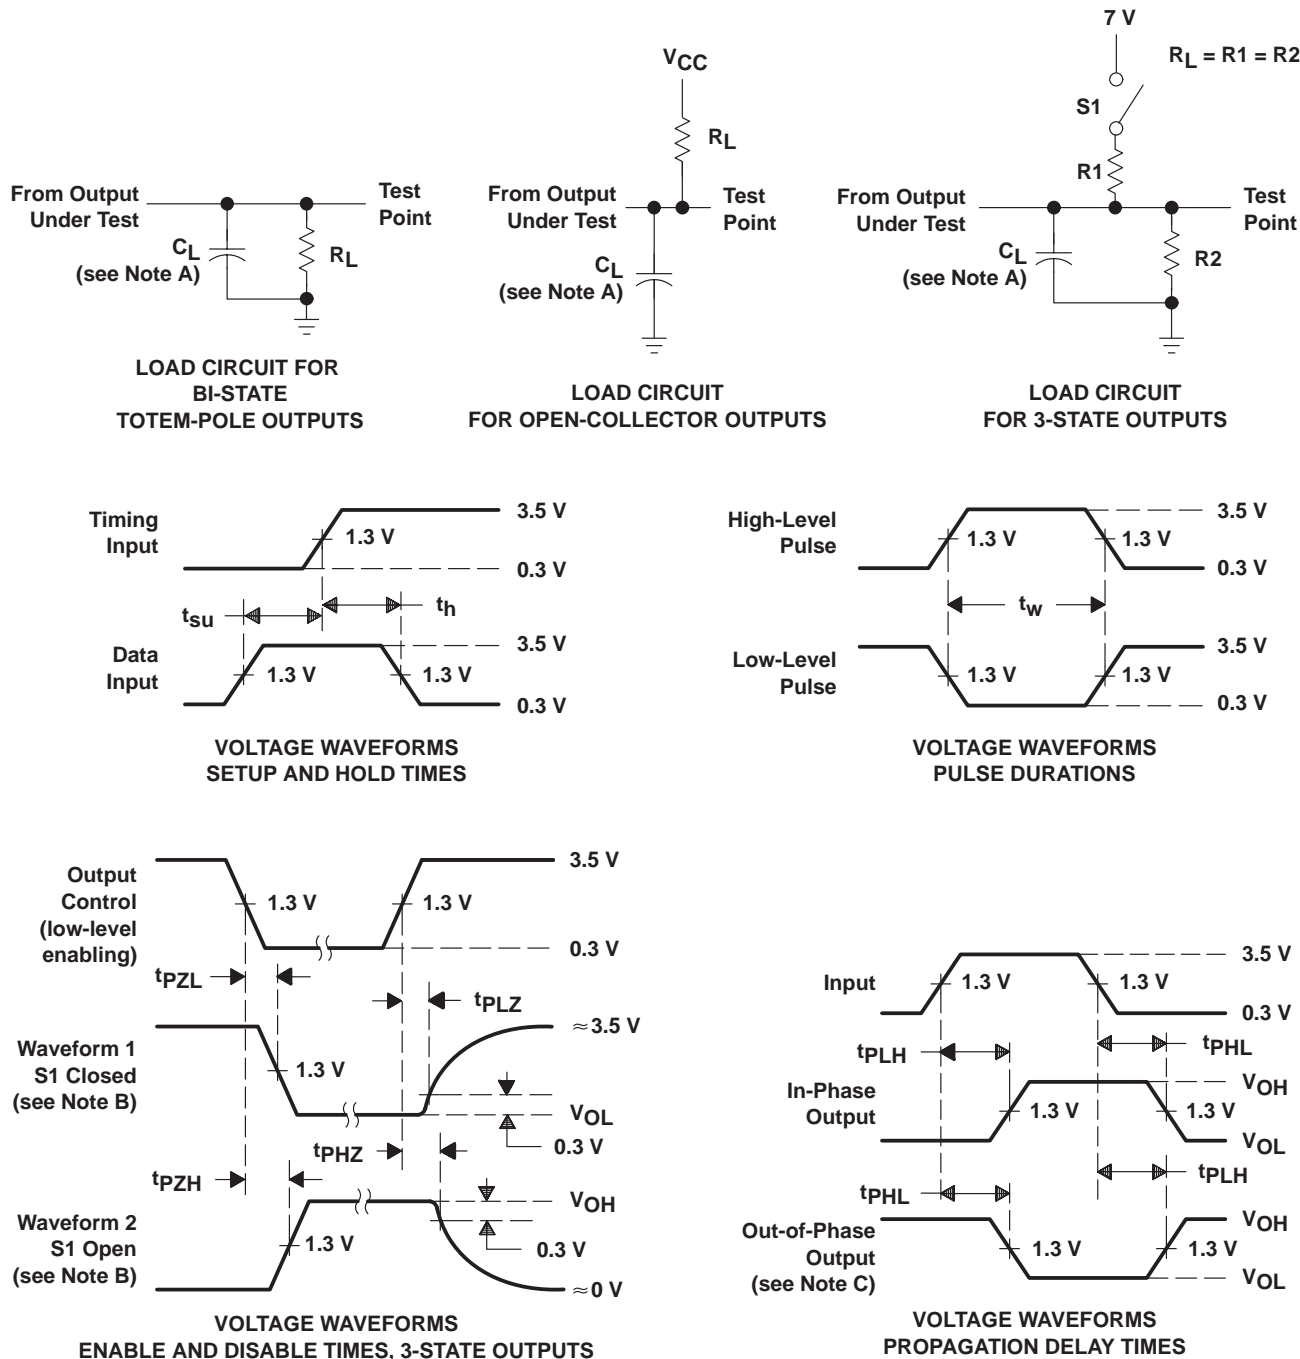 7 V
RL = R1 = R2
S1
R1
From Output
Under Test
Test
Point
CL
(see Note A)
R2
LOAD CIRCUIT
FOR 3-STATE OUTPUTS
VCC
RL
From Output
Under Test
Test
Point
CL
(see Note A)
LOAD CIRCUIT
FOR OPEN-COLLECTOR OUTPUTS
From Output
Under Test
Test
Point
CL
(see Note A)
RL
LOAD CIRCUIT FOR
BI-STATE
TOTEM-POLE OUTPUTS
Timing
Input
3.5 V
1.3 V
0.3 V
tsu
th
Data
Input
3.5 V
1.3 V
1.3 V
0.3 V
VOLTAGE WAVEFORMS
SETUP AND HOLD TIMES
High-Level
Pulse
3.5 V
1.3 V
1.3 V
0.3 V
tw
Low-Level
Pulse
3.5 V
1.3 V
1.3 V
0.3 V
VOLTAGE WAVEFORMS
PULSE DURATIONS
Output
Control
(low-level
enabling)
3.5 V
1.3 V
1.3 V
0.3 V
tPZL
tPLZ
Waveform 1
S1 Closed
(see Note B)
≈3.5 V
1.3 V
VOL
0.3 V
tPHZ
tPZH
Waveform 2
S1 Open
(see Note B)
VOH
1.3 V
0.3 V
≈0 V
VOLTAGE WAVEFORMS
ENABLE AND DISABLE TIMES, 3-STATE OUTPUTS
Input
3.5 V
1.3 V
1.3 V
0.3 V
tPLH
tPHL
In-Phase
Output
VOH
1.3 V
1.3 V
VOL
tPHL
tPLH
Out-of-Phase
Output
(see Note C)
VOH
1.3 V
1.3 V
VOL
VOLTAGE WAVEFORMS
PROPAGATION DELAY TIMES